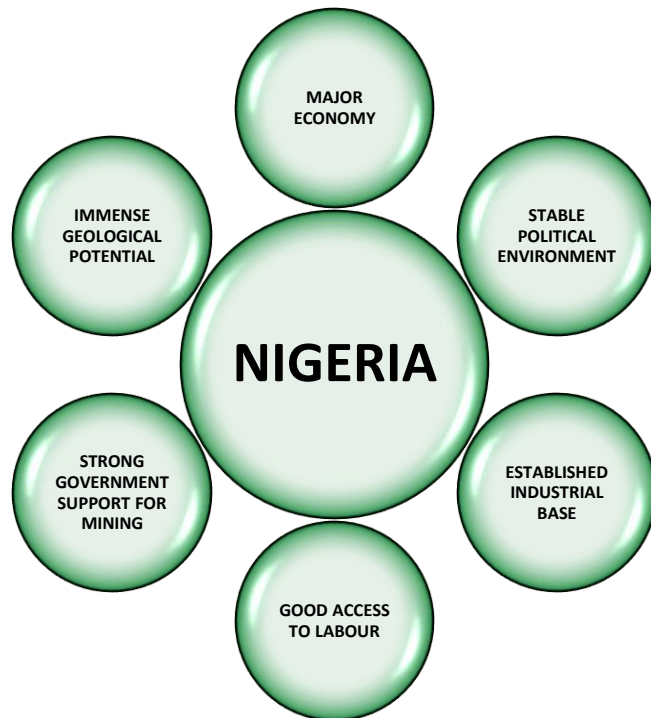 MAJOR
ECONOMY
IMMENSE
GEOLOGICAL
POTENTIAL
STABLE
POLITICAL
ENVIRONMENT
NIGERIA
STRONG
GOVERNMENT
SUPPORT FOR
MINING
ESTABLISHED
INDUSTRIAL
BASE
GOOD ACCESS
TO LABOUR